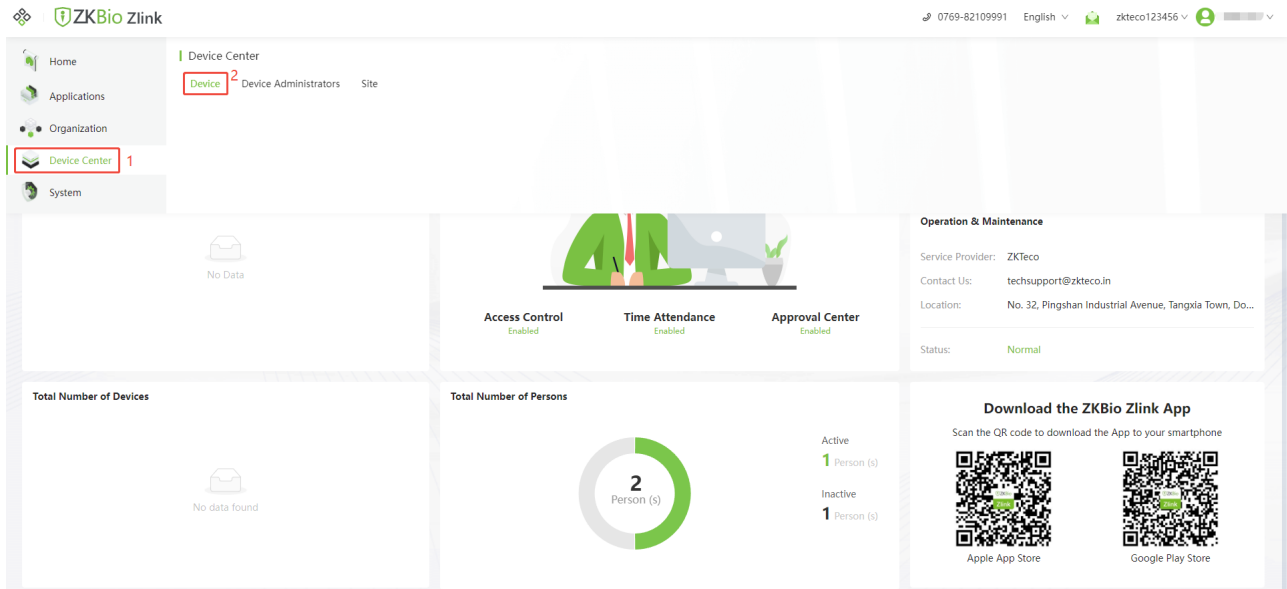 ZKBio Zlink
0769-82109991 English zkteco123456
Home
Applications
Organization
Device Center 1
System
Device Center
Device 2 Device Administrators Site
No Data
Access Control
Enabled
Time Attendance
Enabled
Approval Center
Enabled
Operation & Maintenance
Service Provider: ZKTeco
Contact Us: techsupport@zkteco.in
Location: No. 32, Pingshan Industrial Avenue, Tangxia Town, Do...
Status: Normal
Total Number of Devices
No data found
Total Number of Persons
2
Person (s)
Active
1 Person (s)
Inactive
1 Person (s)
Download the ZKBio Zlink App
Scan the QR code to download the App to your smartphone
Zlink
Zlink
Apple App Store
Google Play Store